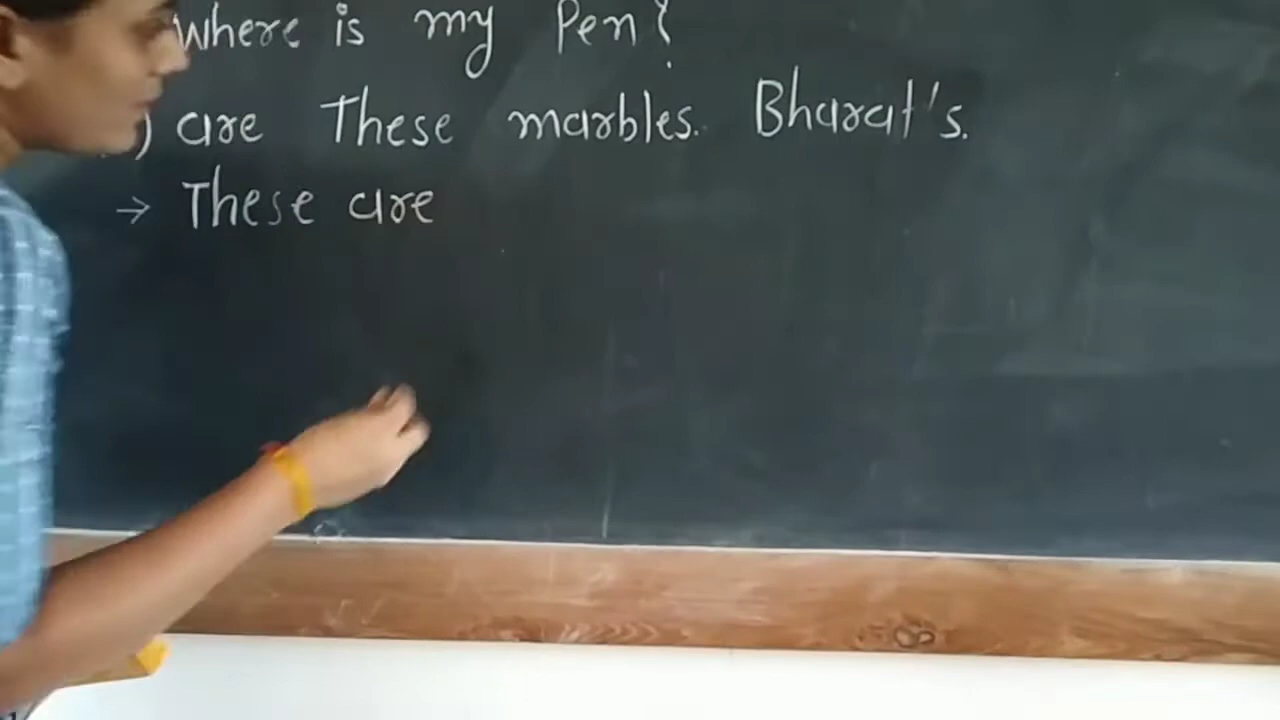 Where is my Pen?
) are These marbles. Bharat's.
→ These are